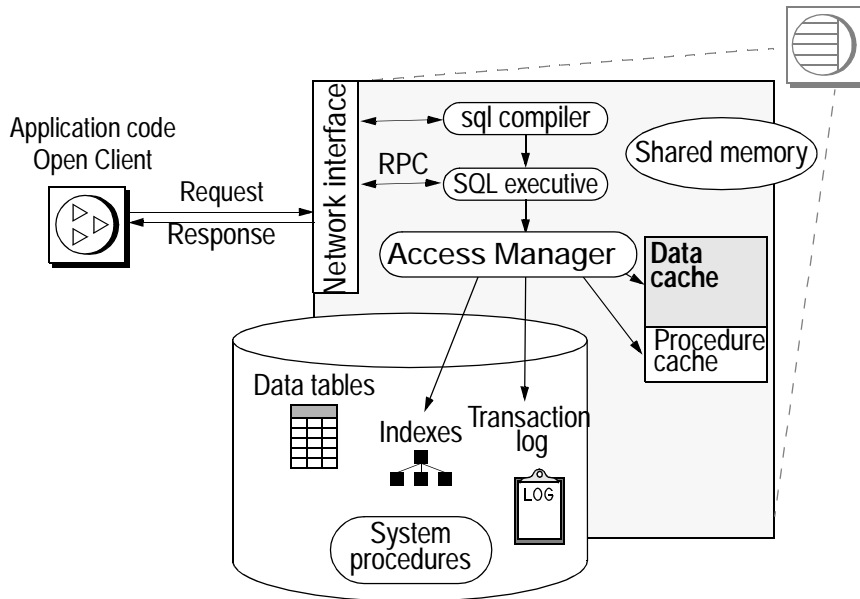 Application code
Open Client
Request
Response
Network interface
sql compiler
RPC
SQL executive
Shared memory
Access Manager
Data
cache
Procedure
cache
Data tables
Indexes
Transaction
log
LOG
System
procedures